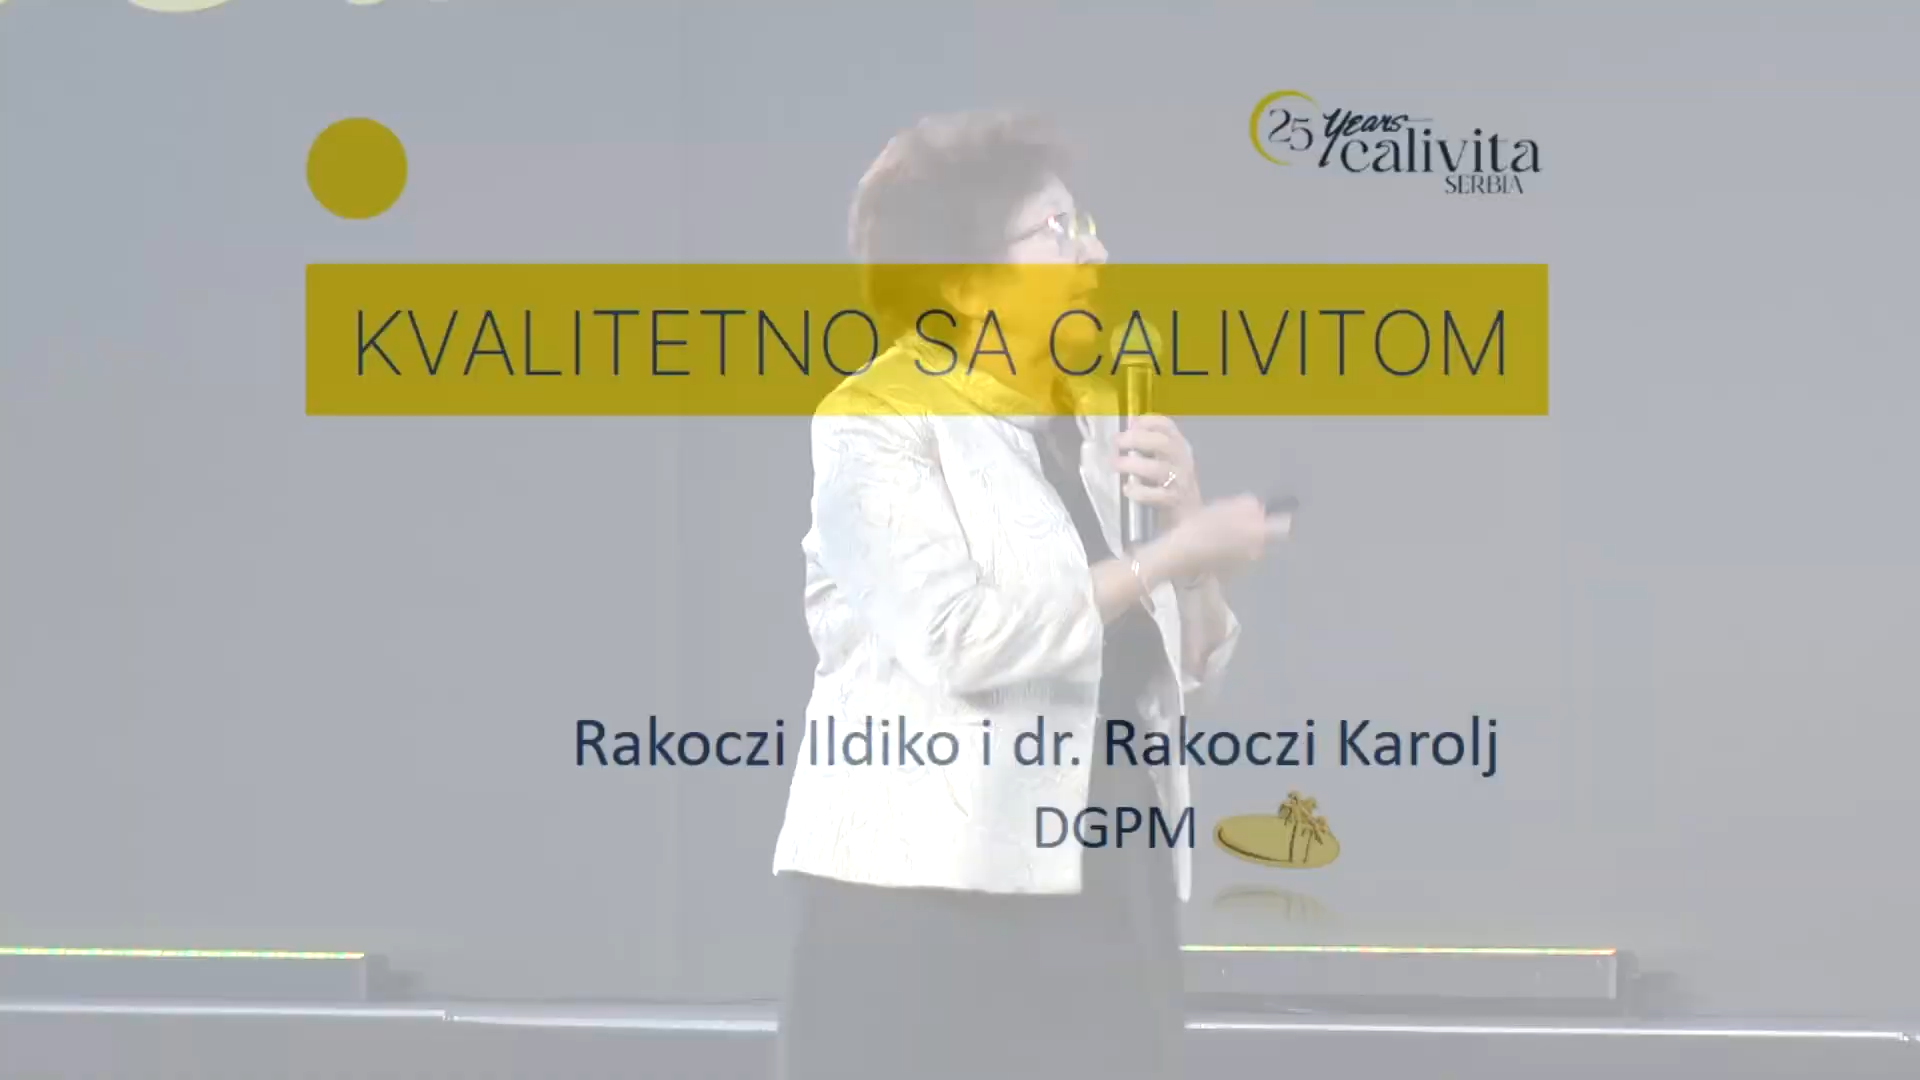 25 Years
calivita
SERBIA
KVALITETNO SA CALIVITOM
Rakoczi Ildiko i dr. Rakoczi Karolj
DGPM